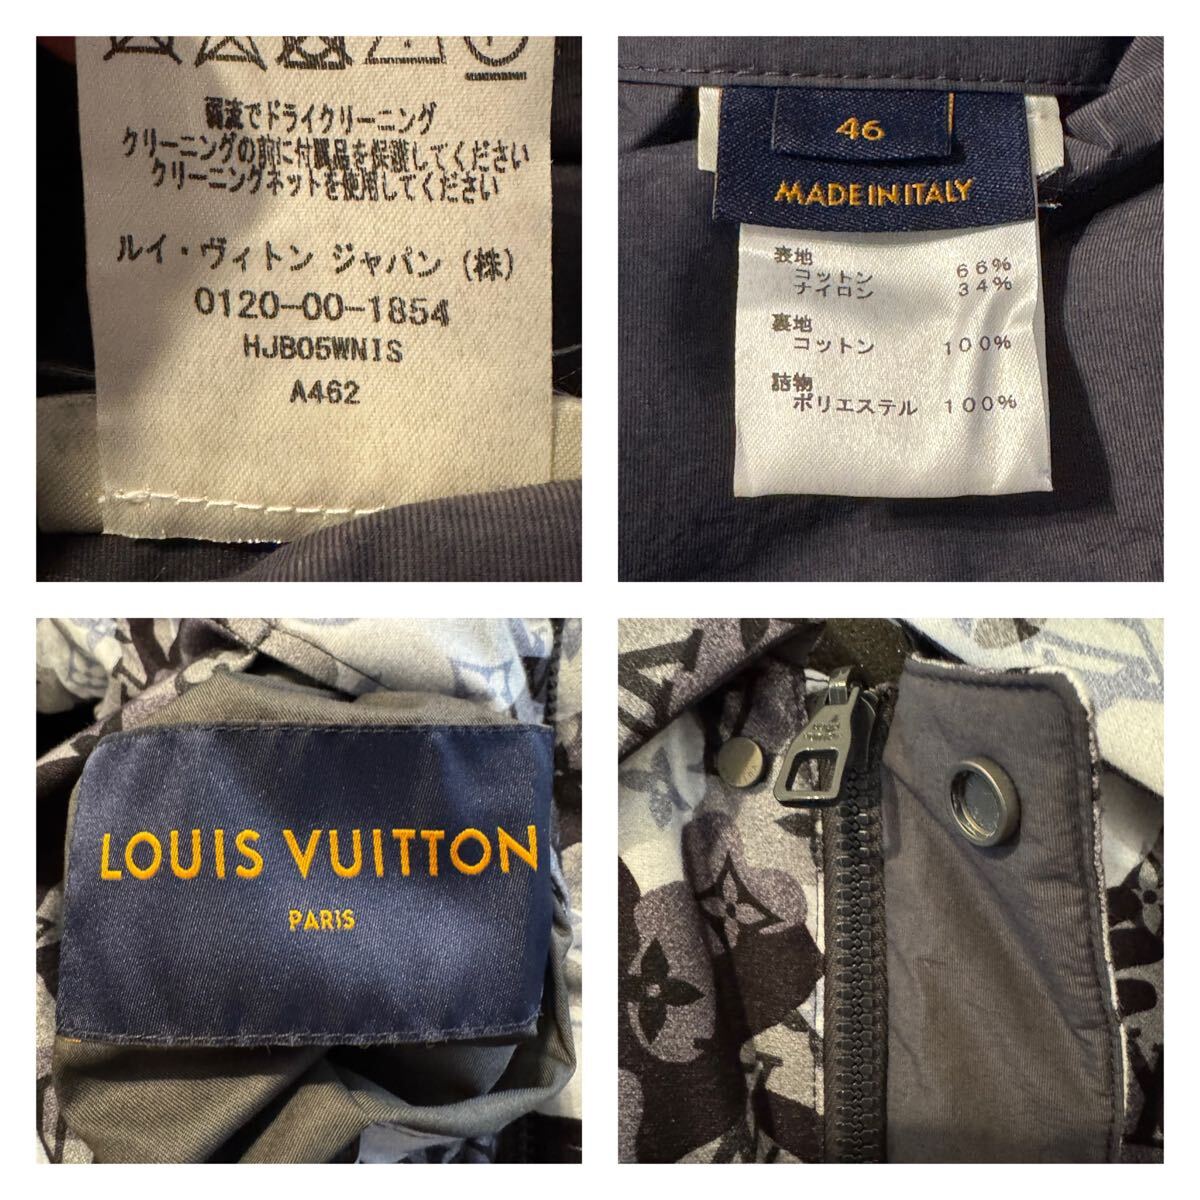 弱流でドライクリーニング
クリーニングの前に付属品を保護してください
クリーニングネットを使用してください
ルイ・ヴィトン ジャパン (株)
0120-00-1854
HJB05WNIS
A462
46
MADE IN ITALY
表地
コットン 66%
ナイロン 34%
裏地
コットン 100%
詰物
ポリエステル 100%
LOUIS VUITTON
PARIS